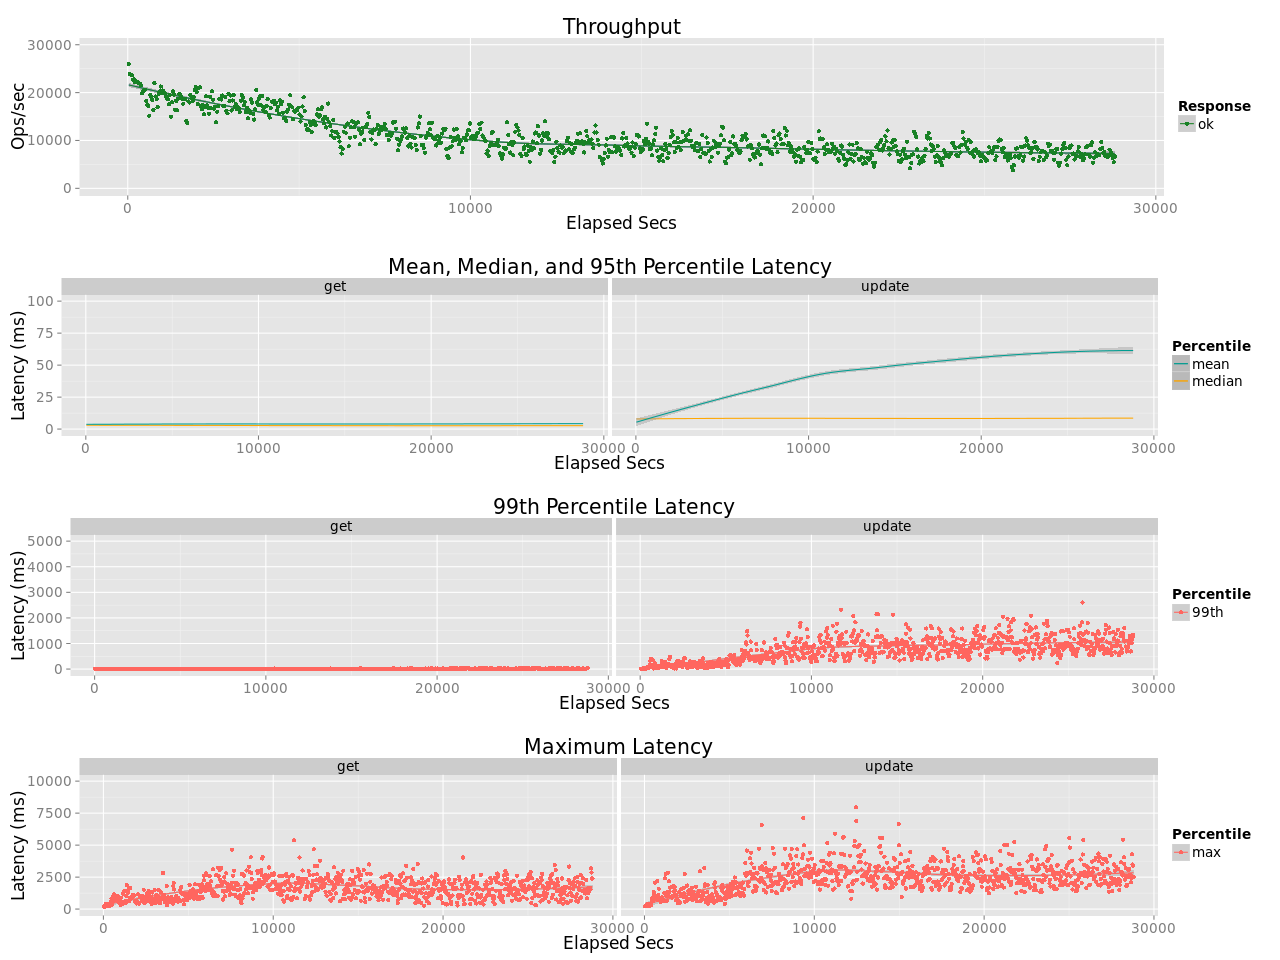 Throughput
30000
20000
10000
0
Ops/sec
0 10000 20000 30000
Elapsed Secs
Response
ok
Mean, Median, and 95th Percentile Latency
get update
100
75
50
25
0
Latency (ms)
0 10000 20000 30000 0 10000 20000 30000
Elapsed Secs
Percentile
mean
median
99th Percentile Latency
get update
5000
4000
3000
2000
1000
0
Latency (ms)
0 10000 20000 30000 0 10000 20000 30000
Elapsed Secs
Percentile
99th
Maximum Latency
get update
10000
7500
5000
2500
0
Latency (ms)
0 10000 20000 30000 0 10000 20000 30000
Elapsed Secs
Percentile
max